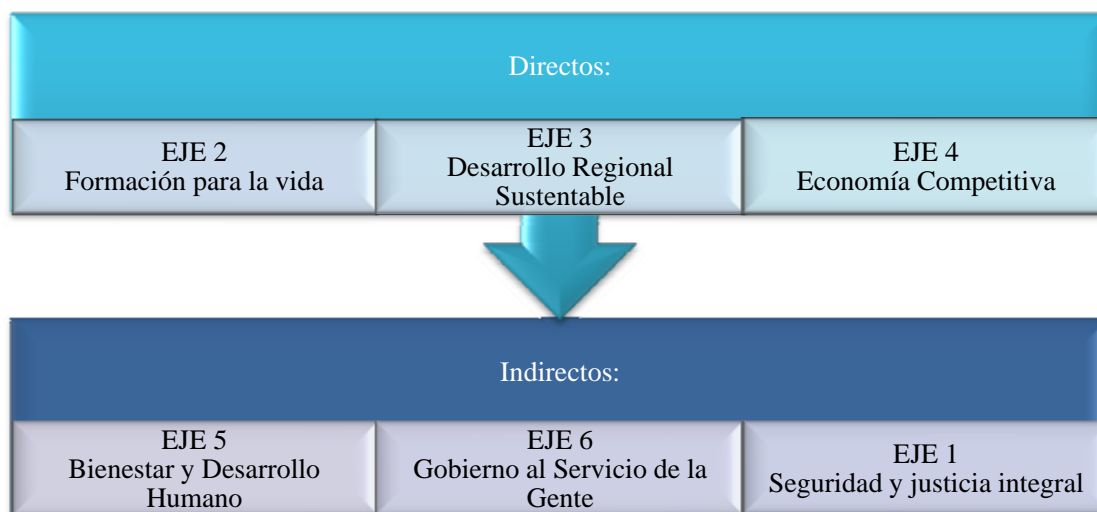 Directos:
EJE 2
Formación para la vida
EJE 3
Desarrollo Regional
Sustentable
EJE 4
Economía Competitiva
Indirectos:
EJE 5
Bienestar y Desarrollo
Humano
EJE 6
Gobierno al Servicio de la
Gente
EJE 1
Seguridad y justicia integral